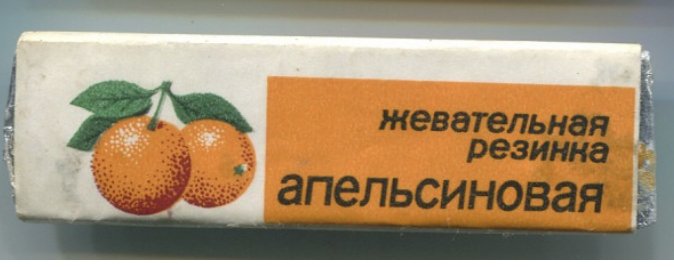 жевательная
резинка
апельсиновая